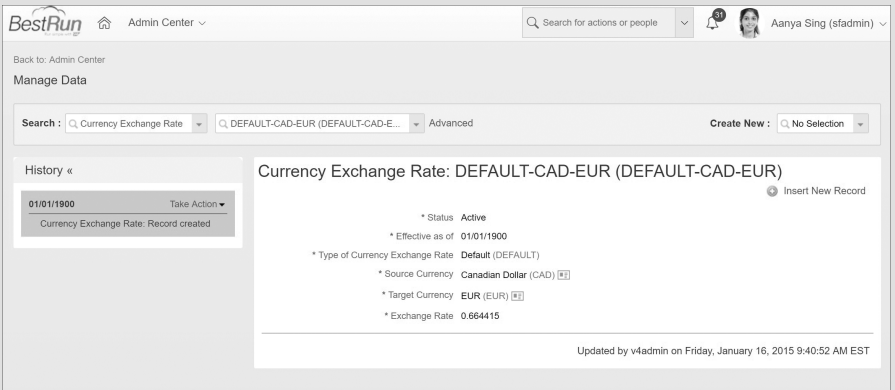 BestRun Admin Center Search for actions or people 31 Aanya Sing (sfadmin)
Back to: Admin Center
Manage Data
Search : Currency Exchange Rate DEFAULT-CAD-EUR (DEFAULT-CAD-E... Advanced Create New : No Selection
History «
01/01/1900 Take Action
Currency Exchange Rate: Record created
Currency Exchange Rate: DEFAULT-CAD-EUR (DEFAULT-CAD-EUR)
Insert New Record
* Status Active
* Effective as of 01/01/1900
* Type of Currency Exchange Rate Default (DEFAULT)
* Source Currency Canadian Dollar (CAD)
* Target Currency EUR (EUR)
* Exchange Rate 0.664415
Updated by v4admin on Friday, January 16, 2015 9:40:52 AM EST